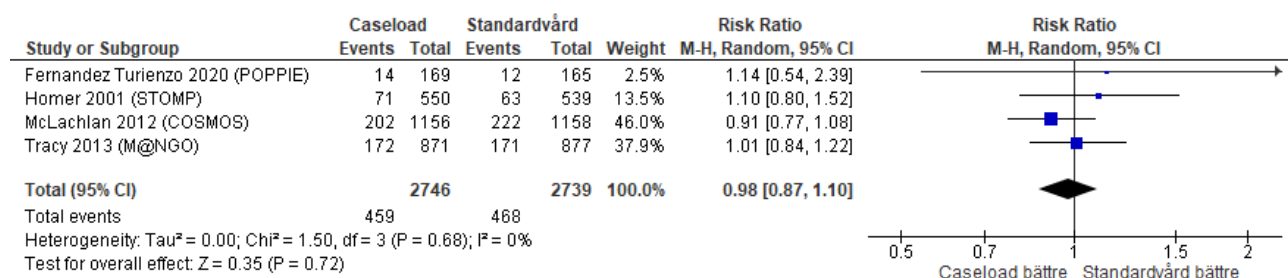 Caseload Standardvård Risk Ratio Risk Ratio
Study or Subgroup Events Total Events Total Weight M-H, Random, 95% CI M-H, Random, 95% CI
Fernandez Turienzo 2020 (POPPIE) 14 169 12 165 2.5% 1.14 [0.54, 2.39]
Homer 2001 (STOMP) 71 550 63 539 13.5% 1.10 [0.80, 1.52]
McLachlan 2012 (COSMOS) 202 1156 222 1158 46.0% 0.91 [0.77, 1.08]
Tracy 2013 (M@NGO) 172 871 171 877 37.9% 1.01 [0.84, 1.22]
Total (95% CI) 2746 2739 100.0% 0.98 [0.87, 1.10]
Total events 459 468
Heterogeneity: Tau² = 0.00; Chi² = 1.50, df = 3 (P = 0.68); I² = 0%
Test for overall effect: Z = 0.35 (P = 0.72)
0.5 0.7 1 1.5 2
Caseload bättre Standardvård bättre